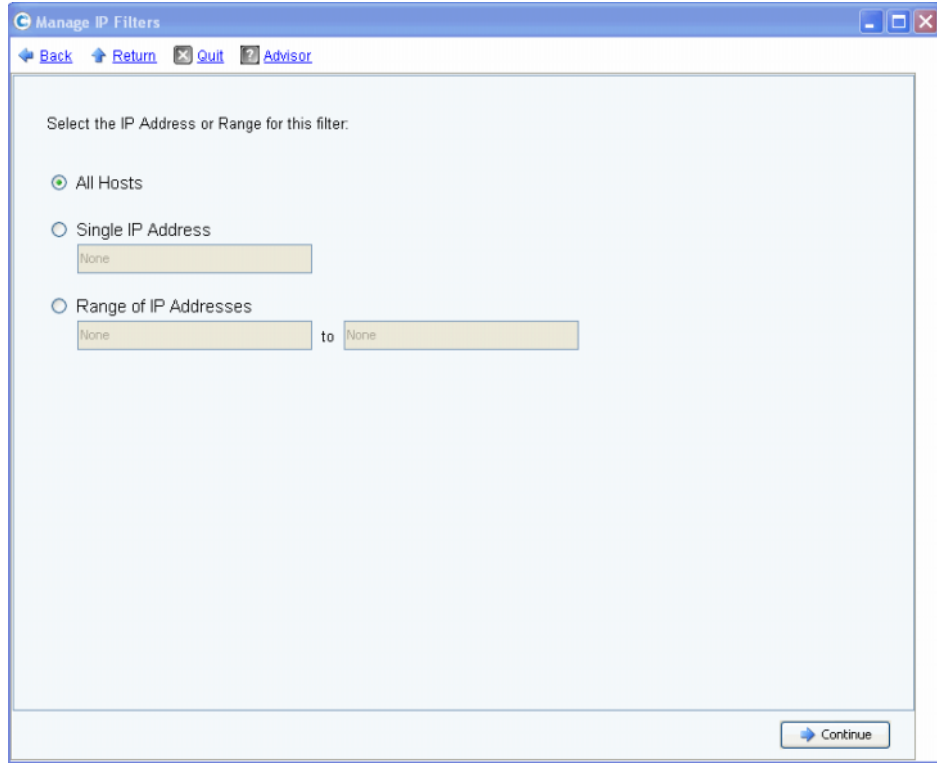 Manage IP Filters
Back Return Quit Advisor
Select the IP Address or Range for this filter:
All Hosts
Single IP Address
None
Range of IP Addresses
None to None
Continue